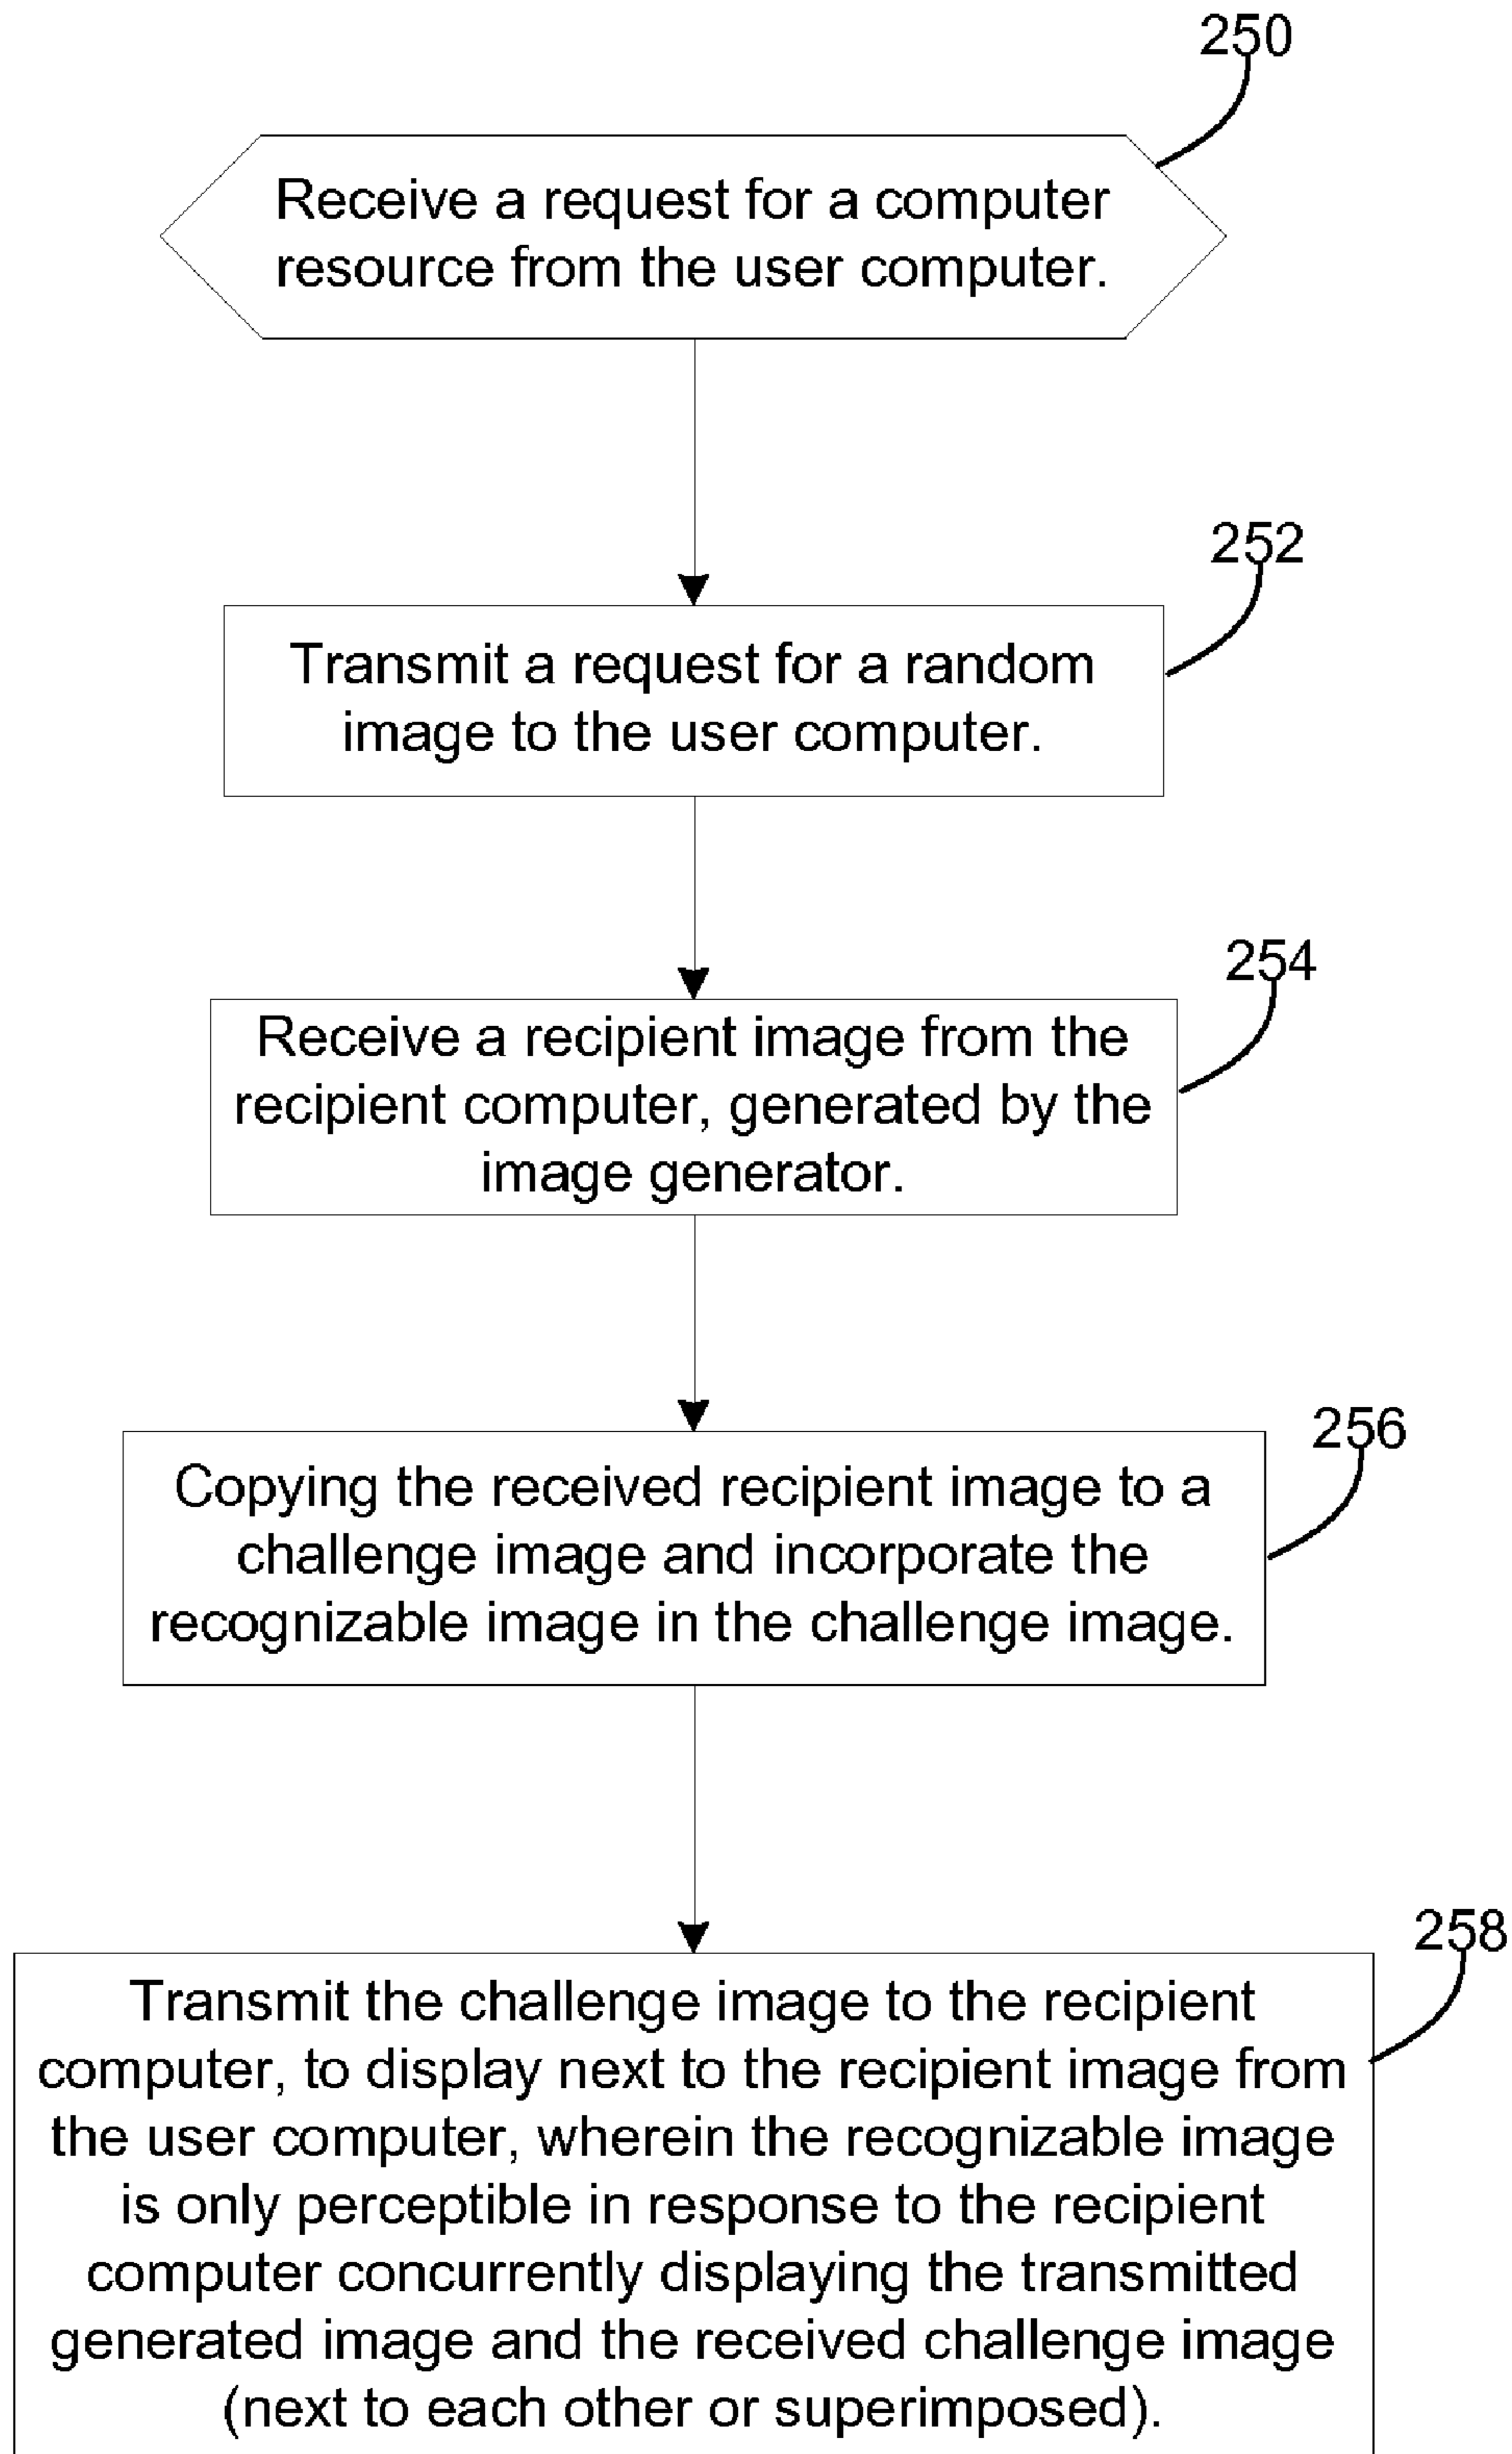 250
Receive a request for a computer
resource from the user computer.
252
Transmit a request for a random
image to the user computer.
254
Receive a recipient image from the
recipient computer, generated by the
image generator.
256
Copying the received recipient image to a
challenge image and incorporate the
recognizable image in the challenge image.
258
Transmit the challenge image to the recipient
computer, to display next to the recipient image from
the user computer, wherein the recognizable image
is only perceptible in response to the recipient
computer concurrently displaying the transmitted
generated image and the received challenge image
(next to each other or superimposed).